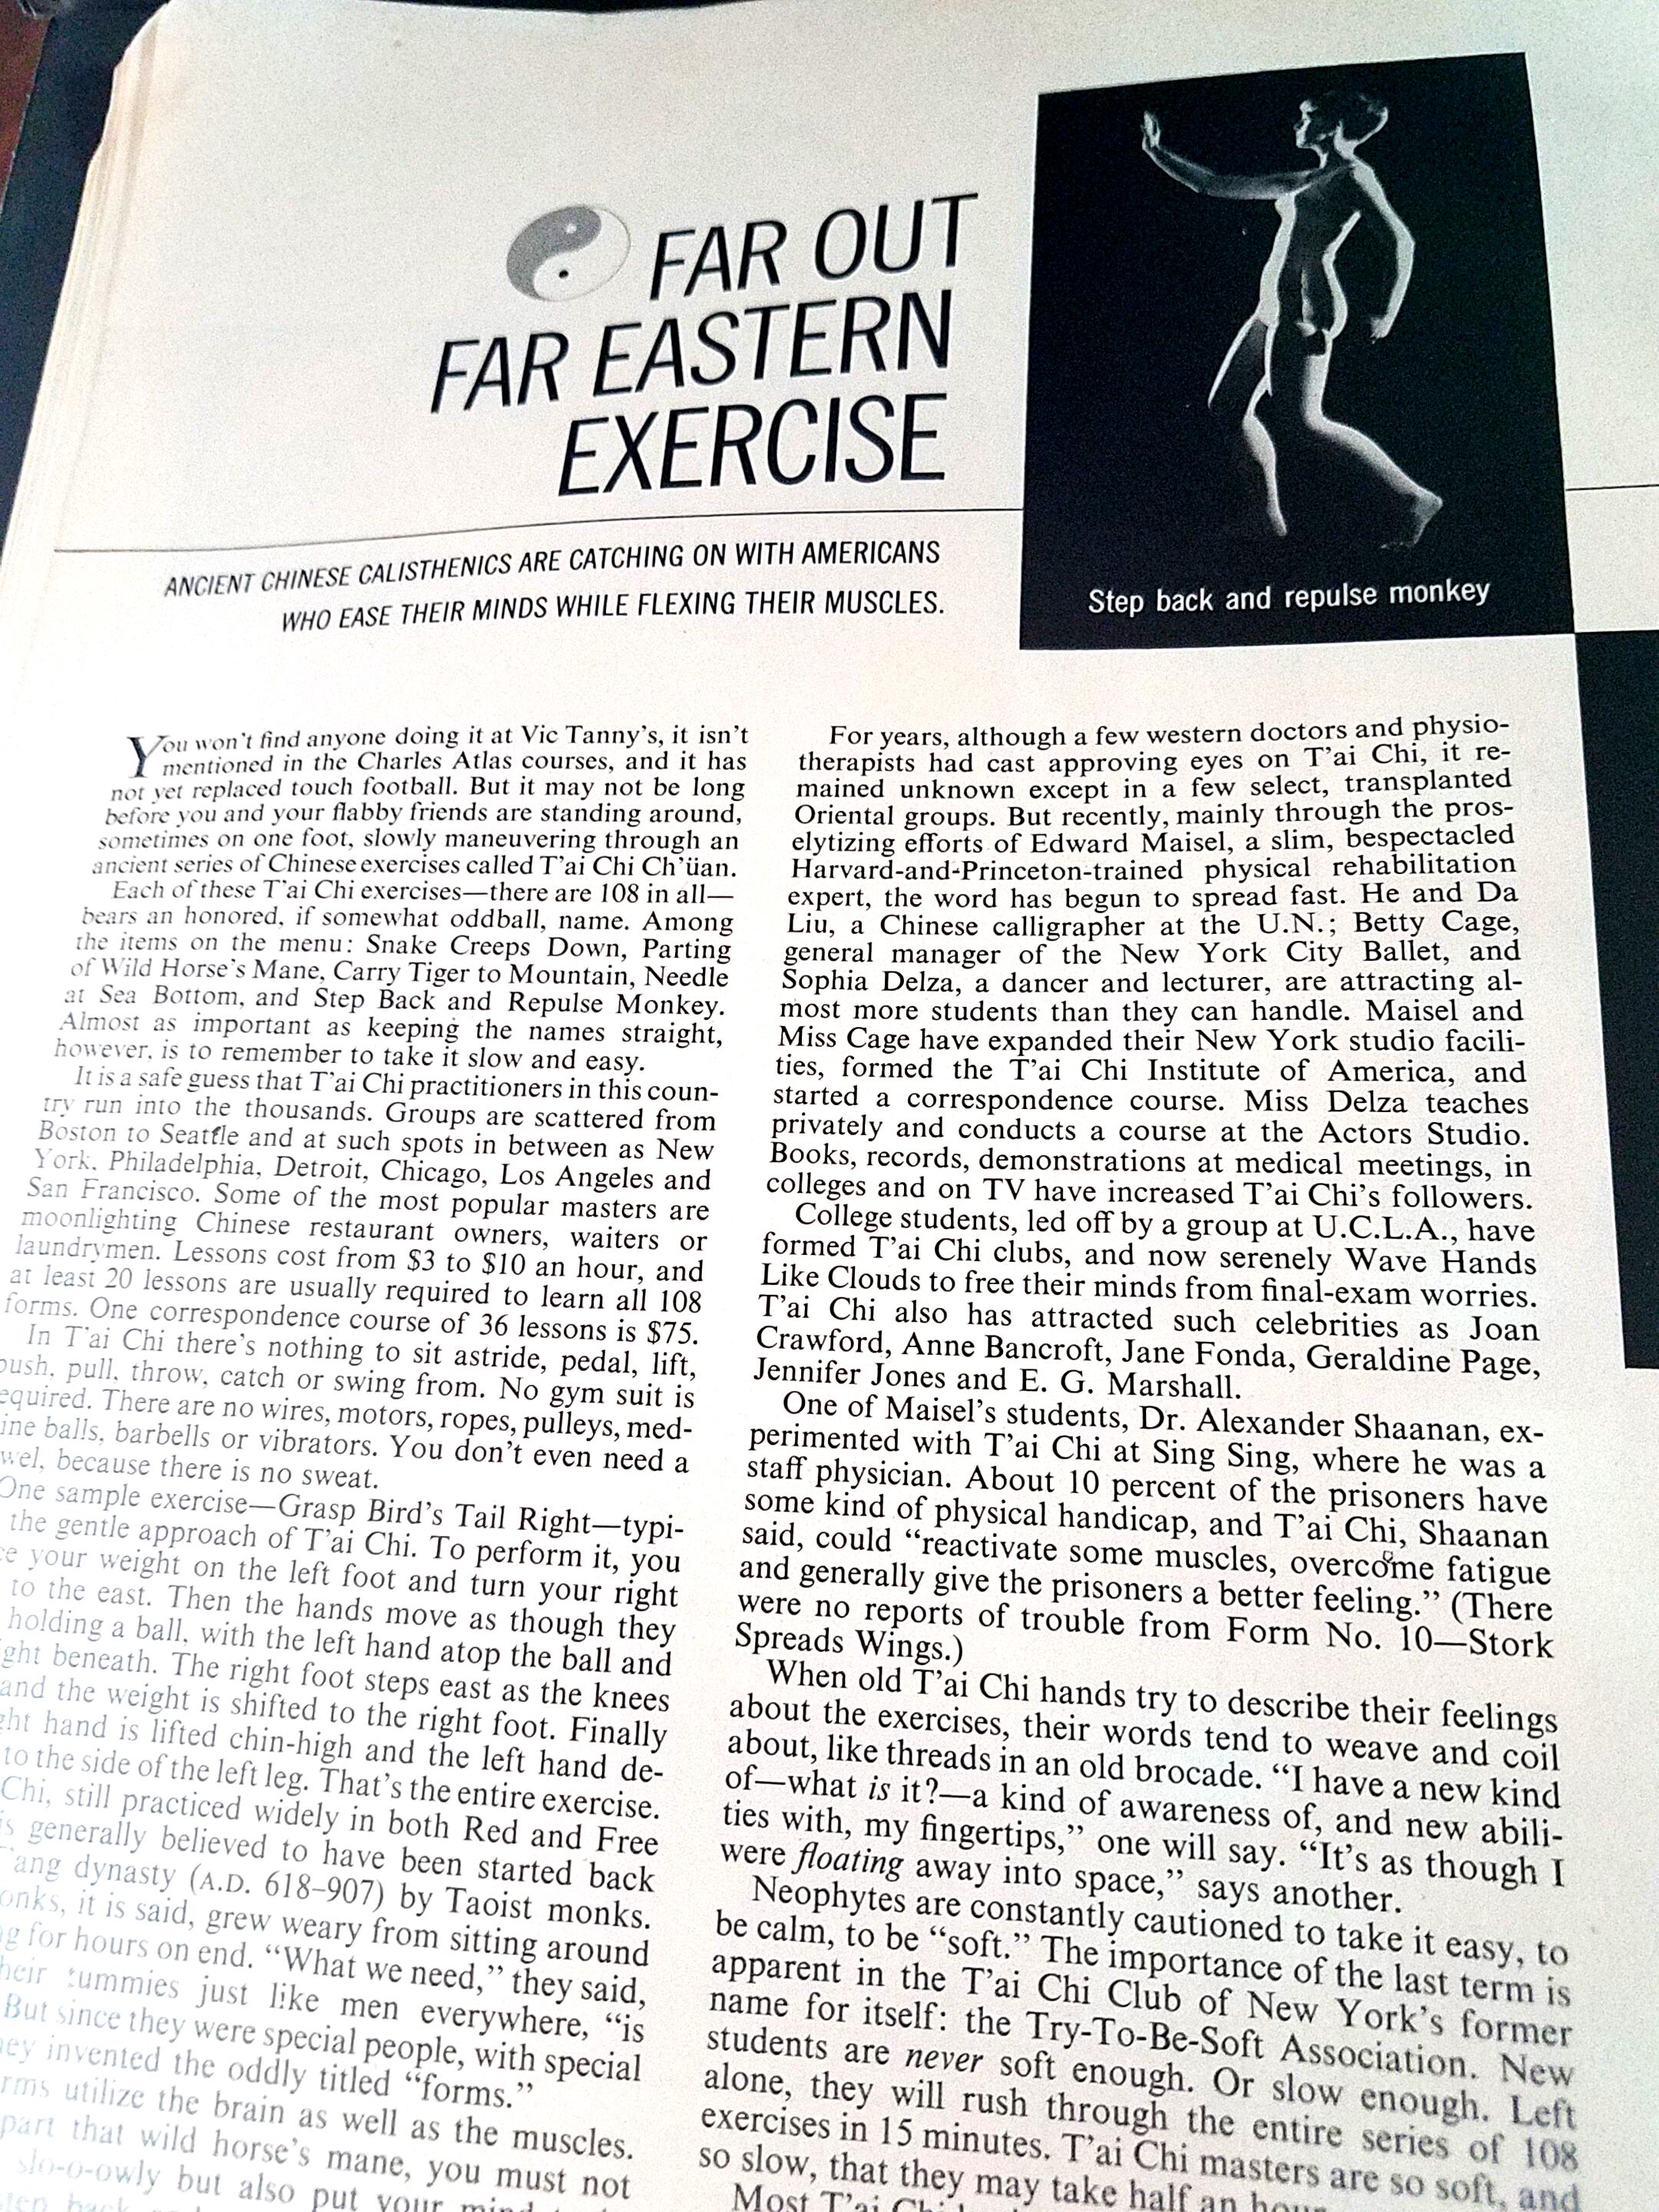 FAR OUT
FAR EASTERN
EXERCISE
ANCIENT CHINESE CALISTHENICS ARE CATCHING ON WITH AMERICANS
WHO EASE THEIR MINDS WHILE FLEXING THEIR MUSCLES.
Step back and repulse monkey
You won't find anyone doing it at Vic Tanny's, it isn't
mentioned in the Charles Atlas courses, and it has
not yet replaced touch football. But it may not be long
before you and your flabby friends are standing around,
sometimes on one foot, slowly maneuvering through an
ancient series of Chinese exercises called T'ai Chi Ch'üan.
Each of these T'ai Chi exercises—there are 108 in all—
bears an honored, if somewhat oddball, name. Among
the items on the menu: Snake Creeps Down, Parting
of Wild Horse's Mane, Carry Tiger to Mountain, Needle
at Sea Bottom, and Step Back and Repulse Monkey.
Almost as important as keeping the names straight,
however, is to remember to take it slow and easy.
It is a safe guess that T'ai Chi practitioners in this coun-
try run into the thousands. Groups are scattered from
Boston to Seattle and at such spots in between as New
York, Philadelphia, Detroit, Chicago, Los Angeles and
San Francisco. Some of the most popular masters are
moonlighting Chinese restaurant owners, waiters or
laundrymen. Lessons cost from $3 to $10 an hour, and
at least 20 lessons are usually required to learn all 108
forms. One correspondence course of 36 lessons is $75.
In T'ai Chi there's nothing to sit astride, pedal, lift,
push, pull, throw, catch or swing from. No gym suit is
equired. There are no wires, motors, ropes, pulleys, med-
ine balls, barbells or vibrators. You don't even need a
wel, because there is no sweat.
One sample exercise—Grasp Bird's Tail Right—typi-
the gentle approach of T'ai Chi. To perform it, you
ce your weight on the left foot and turn your right
to the east. Then the hands move as though they
holding a ball, with the left hand atop the ball and
ght beneath. The right foot steps east as the knees
and the weight is shifted to the right foot. Finally
ght hand is lifted chin-high and the left hand de-
to the side of the left leg. That's the entire exercise.
Chi, still practiced widely in both Red and Free
is generally believed to have been started back
'ang dynasty (A.D. 618–907) by Taoist monks.
onks, it is said, grew weary from sitting around
g for hours on end. "What we need," they said,
heir tummies just like men everywhere, "is
But since they were special people, with special
ey invented the oddly titled "forms."
rms utilize the brain as well as the muscles.
part that wild horse's mane, you must not
slo-o-owly but also put your
For years, although a few western doctors and physio-
therapists had cast approving eyes on T'ai Chi, it re-
mained unknown except in a few select, transplanted
Oriental groups. But recently, mainly through the pros-
elytizing efforts of Edward Maisel, a slim, bespectacled
Harvard-and-Princeton-trained physical rehabilitation
expert, the word has begun to spread fast. He and Da
Liu, a Chinese calligrapher at the U.N.; Betty Cage,
general manager of the New York City Ballet, and
Sophia Delza, a dancer and lecturer, are attracting al-
most more students than they can handle. Maisel and
Miss Cage have expanded their New York studio facili-
ties, formed the T'ai Chi Institute of America, and
started a correspondence course. Miss Delza teaches
privately and conducts a course at the Actors Studio.
Books, records, demonstrations at medical meetings, in
colleges and on TV have increased T'ai Chi's followers.
College students, led off by a group at U.C.L.A., have
formed T'ai Chi clubs, and now serenely Wave Hands
Like Clouds to free their minds from final-exam worries.
T'ai Chi also has attracted such celebrities as Joan
Crawford, Anne Bancroft, Jane Fonda, Geraldine Page,
Jennifer Jones and E. G. Marshall.
One of Maisel's students, Dr. Alexander Shaanan, ex-
perimented with T'ai Chi at Sing Sing, where he was a
staff physician. About 10 percent of the prisoners have
some kind of physical handicap, and T'ai Chi, Shaanan
said, could "reactivate some muscles, overcome fatigue
and generally give the prisoners a better feeling." (There
were no reports of trouble from Form No. 10—Stork
Spreads Wings.)
When old T'ai Chi hands try to describe their feelings
about the exercises, their words tend to weave and coil
about, like threads in an old brocade. "I have a new kind
of—what is it?—a kind of awareness of, and new abili-
ties with, my fingertips," one will say. "It's as though I
were floating away into space," says another.
Neophytes are constantly cautioned to take it easy, to
be calm, to be "soft." The importance of the last term is
apparent in the T'ai Chi Club of New York's former
name for itself: the Try-To-Be-Soft Association. New
students are never soft enough. Or slow enough. Left
alone, they will rush through the entire series of 108
exercises in 15 minutes. T'ai Chi masters are so soft, and
so slow, that they may take half an hour
Most T'ai Chi